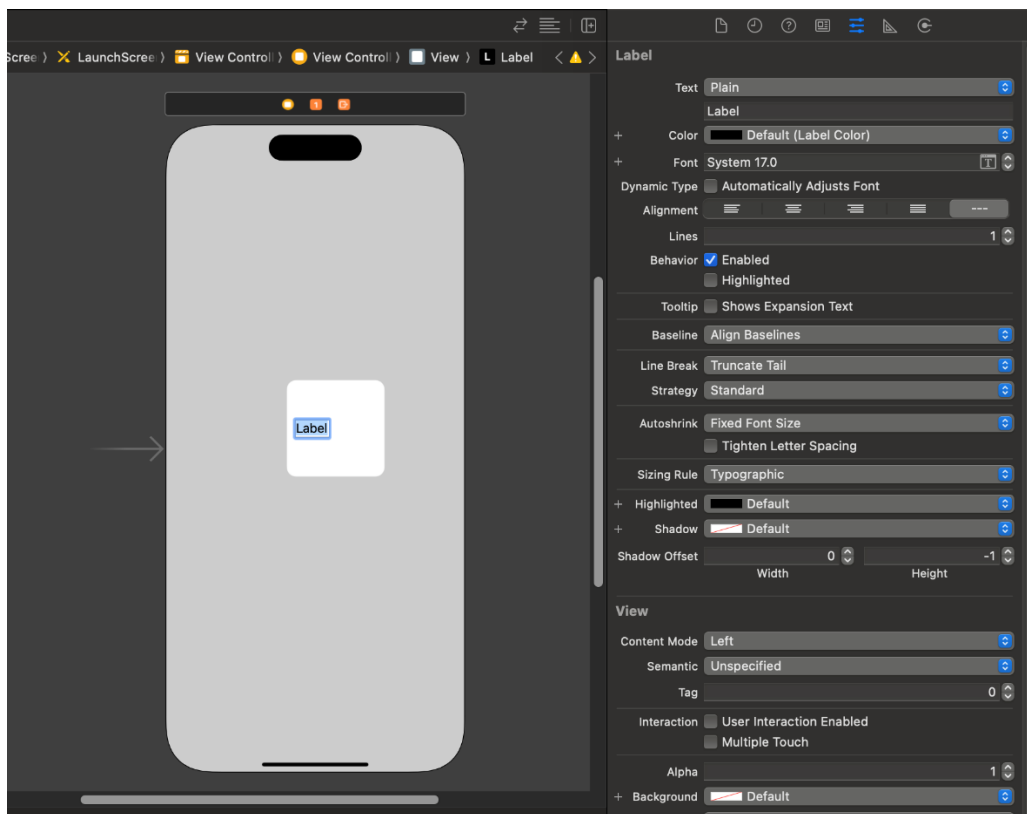 Scree LaunchScree View Controll View Controll View L Label
1
Label
Label
Text Plain
Label
Color Default (Label Color)
Font System 17.0 T
Dynamic Type Automatically Adjusts Font
Alignment ---
Lines 1
Behavior Enabled
Highlighted
Tooltip Shows Expansion Text
Baseline Align Baselines
Line Break Truncate Tail
Strategy Standard
Autoshrink Fixed Font Size
Tighten Letter Spacing
Sizing Rule Typographic
Highlighted Default
Shadow Default
Shadow Offset 0 -1
Width Height
View
Content Mode Left
Semantic Unspecified
Tag 0
Interaction User Interaction Enabled
Multiple Touch
Alpha 1
Background Default